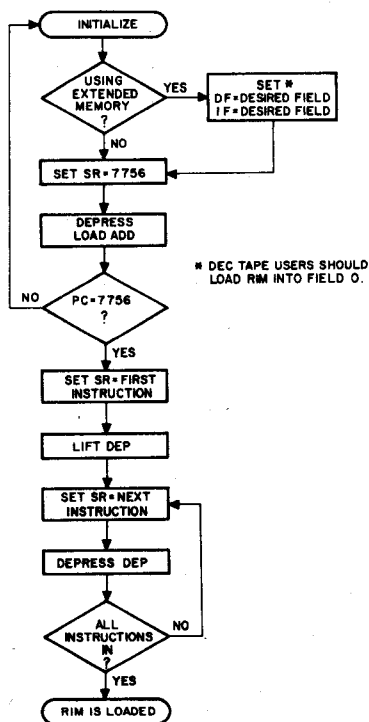 INITIALIZE
USING
EXTENDED
MEMORY
?
YES
SET *
DF=DESIRED FIELD
IF=DESIRED FIELD
NO
SET SR=7756
DEPRESS
LOAD ADD
* DEC TAPE USERS SHOULD
LOAD RIM INTO FIELD 0.
NO
PC=7756
?
YES
SET SR=FIRST
INSTRUCTION
LIFT DEP
SET SR=NEXT
INSTRUCTION
DEPRESS DEP
ALL
INSTRUCTIONS
IN
?
NO
YES
RIM IS LOADED